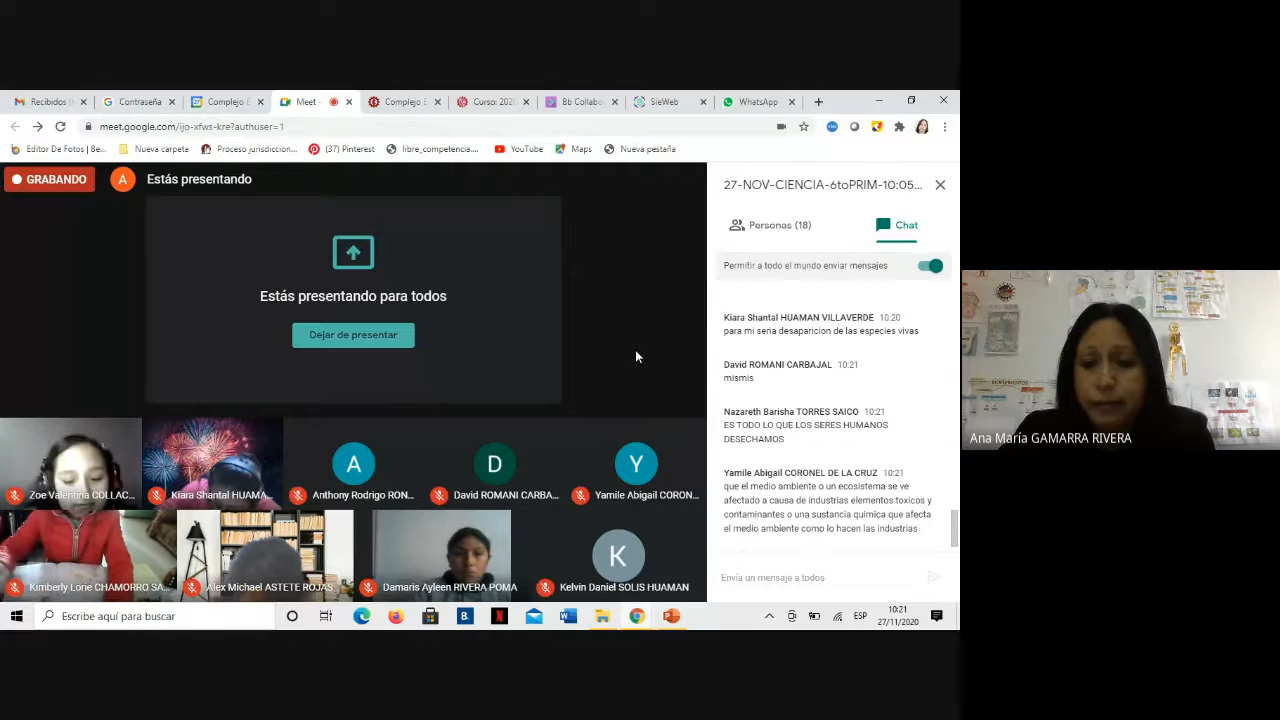 Recibidos
Contraseña
Complejo E
Meet -
Complejo E
Curso: 202
Bb Collabo
SieWeb
WhatsApp
meet.google.com/ijo-xfws-kre?authuser=1
Editor De Fotos | Be...
Nueva carpeta
Proceso jurisdiccion...
(37) Pinterest
libre_competencia....
YouTube
Maps
Nueva pestaña
GRABANDO
A
Estás presentando
Estás presentando para todos
Dejar de presentar
27-NOV-CIENCIA-6toPRIM-10:05...
Personas (18)
Chat
Permitir a todo el mundo enviar mensajes
Kiara Shantal HUAMAN VILLAVERDE 10:20
para mi seria desaparicion de las especies vivas
David ROMANI CARBAJAL 10:21
mismis
Nazareth Barisha TORRES SAICO 10:21
ES TODO LO QUE LOS SERES HUMANOS
DESECHAMOS
Yamile Abigail CORONEL DE LA CRUZ 10:21
que el medio ambiente o un ecosistema se ve
afectado a causa de industrias elementos toxicos y
contaminantes o una sustancia quimica que afecta
el medio ambiente como lo hacen las industrias
Envía un mensaje a todos
A
D
Y
Zoe Valentina COLLAC...
Kiara Shantal HUAMA...
Anthony Rodrigo RON...
David ROMANI CARBA...
Yamile Abigail CORON...
K
Kimberly Lorie CHAMORRO SA...
Alex Michael ASTETE ROJAS
Damaris Ayleen RIVERA POMA
Kelvin Daniel SOLIS HUAMAN
Ana María GAMARRA RIVERA
Escribe aquí para buscar
ESP
10:21
27/11/2020